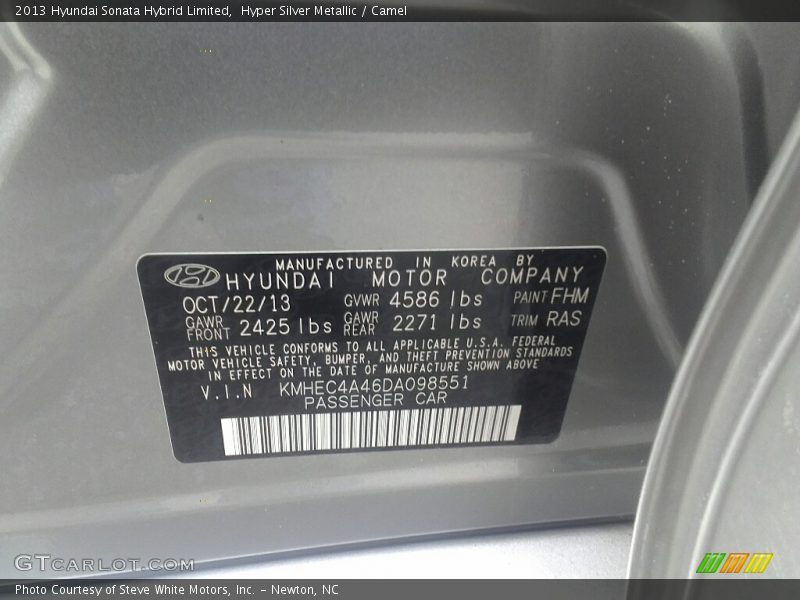 2013 Hyundai Sonata Hybrid Limited,  Hyper Silver Metallic / Camel
MANUFACTURED IN KOREA BY
HYUNDAI MOTOR COMPANY
OCT/22/13 GVWR 4586 lbs PAINT FHM
GAWR FRONT 2425 lbs GAWR REAR 2271 lbs TRIM RAS
THIS VEHICLE CONFORMS TO ALL APPLICABLE U.S.A. FEDERAL
MOTOR VEHICLE SAFETY, BUMPER, AND THEFT PREVENTION STANDARDS
IN EFFECT ON THE DATE OF MANUFACTURE SHOWN ABOVE
V.I.N KMHEC4A46DA098551
PASSENGER CAR
GTCARLOT.COM
Photo Courtesy of Steve White Motors, Inc. – Newton, NC